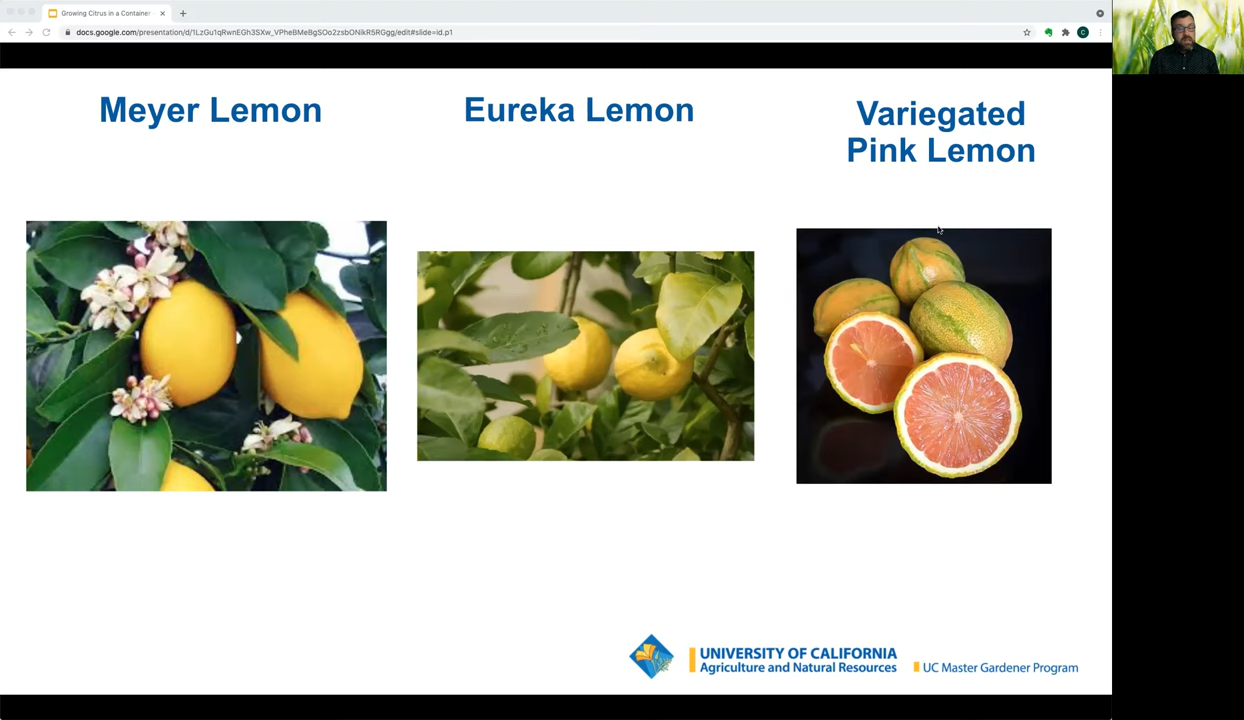 Growing Citrus in a Container
docs.google.com/presentation/d/1LzGu1qRwnEGh3SXw_VPheBMeBgSOo2zsbONIkR5RGgg/edit#slide=id.p1
C
Meyer Lemon
Eureka Lemon
Variegated
Pink Lemon
UNIVERSITY OF CALIFORNIA
Agriculture and Natural Resources
UC Master Gardener Program